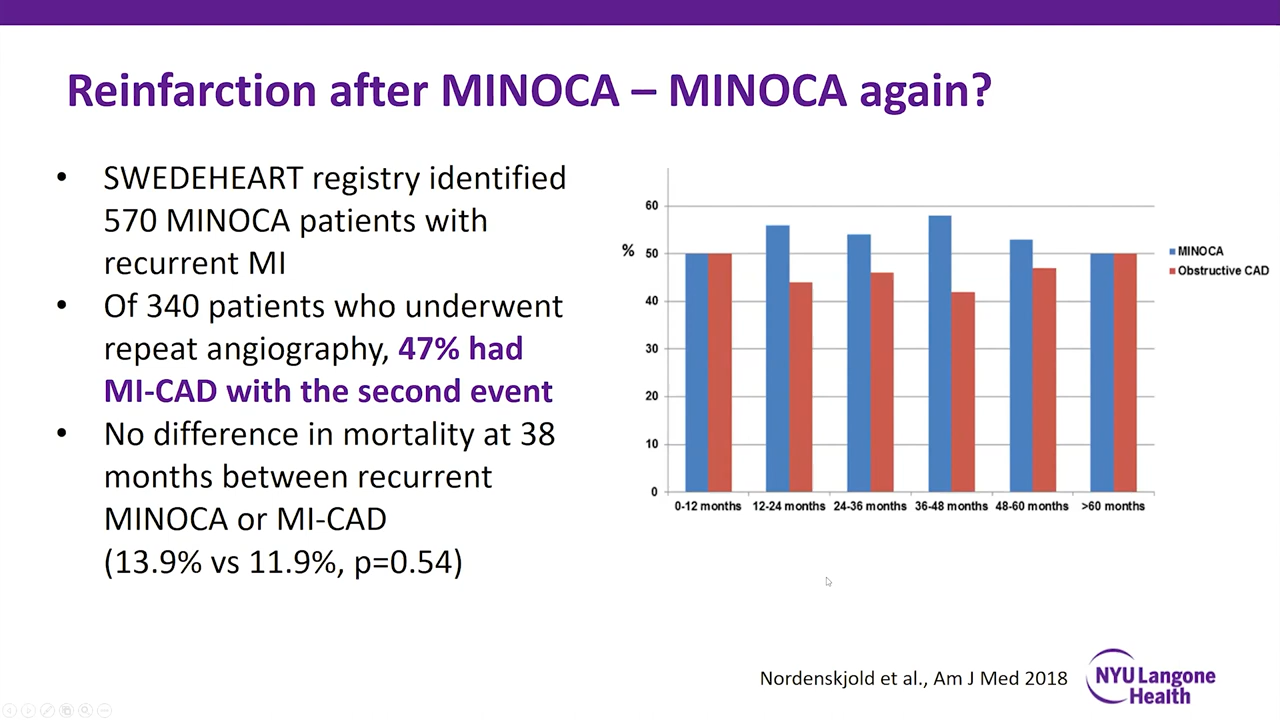 Reinfarction after MINOCA – MINOCA again?
• SWEDEHEART registry identified
570 MINOCA patients with
recurrent MI
• Of 340 patients who underwent
repeat angiography, 47% had
MI-CAD with the second event
• No difference in mortality at 38
months between recurrent
MINOCA or MI-CAD
(13.9% vs 11.9%, p=0.54)
%
60
50
40
30
20
10
0
0-12 months 12-24 months 24-36 months 36-48 months 48-60 months >60 months
MINOCA
Obstructive CAD
Nordenskjold et al., Am J Med 2018
NYU Langone
Health